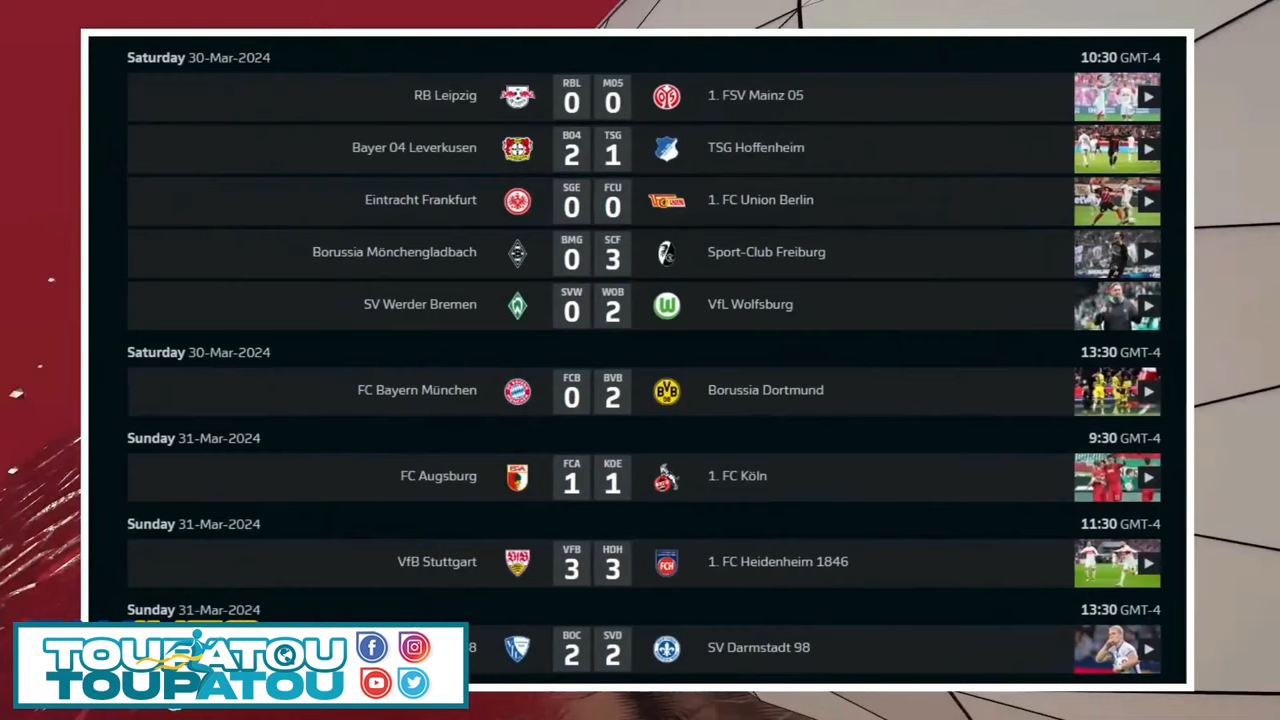 Saturday 30-Mar-2024 10:30 GMT-4
RB Leipzig RBL 0 M05 0 1. FSV Mainz 05
Bayer 04 Leverkusen B04 2 TSG 1 TSG Hoffenheim
Eintracht Frankfurt SGE 0 FCU 0 1. FC Union Berlin
Borussia Mönchengladbach BMG 0 SCF 3 Sport-Club Freiburg
SV Werder Bremen SVW 0 WOB 2 VfL Wolfsburg
Saturday 30-Mar-2024 13:30 GMT-4
FC Bayern München FCB 0 BVB 2 Borussia Dortmund
Sunday 31-Mar-2024 9:30 GMT-4
FC Augsburg FCA 1 KOE 1 1. FC Köln
Sunday 31-Mar-2024 11:30 GMT-4
VfB Stuttgart VFB 3 HDH 3 1. FC Heidenheim 1846
Sunday 31-Mar-2024 13:30 GMT-4
8 BOC 2 SVD 2 SV Darmstadt 98
TOUPATOU
TOUPATOU